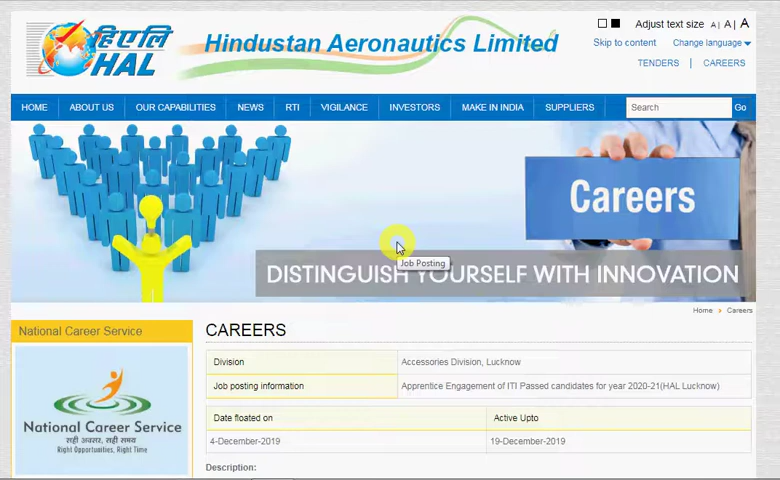 हिएलि
HAL
Hindustan Aeronautics Limited
Adjust text size A | A | A
Skip to content Change language
TENDERS | CAREERS
HOME ABOUT US OUR CAPABILITIES NEWS RTI VIGILANCE INVESTORS MAKE IN INDIA SUPPLIERS Search Go
Careers
Job Posting
DISTINGUISH YOURSELF WITH INNOVATION
Home Careers
National Career Service
National Career Service
सही अवसर, सही समय
Right Opportunities, Right Time
CAREERS
Division Accessories Division, Lucknow
Job posting information Apprentice Engagement of ITI Passed candidates for year 2020-21(HAL Lucknow)
Date floated on Active Upto
4-December-2019 19-December-2019
Description: